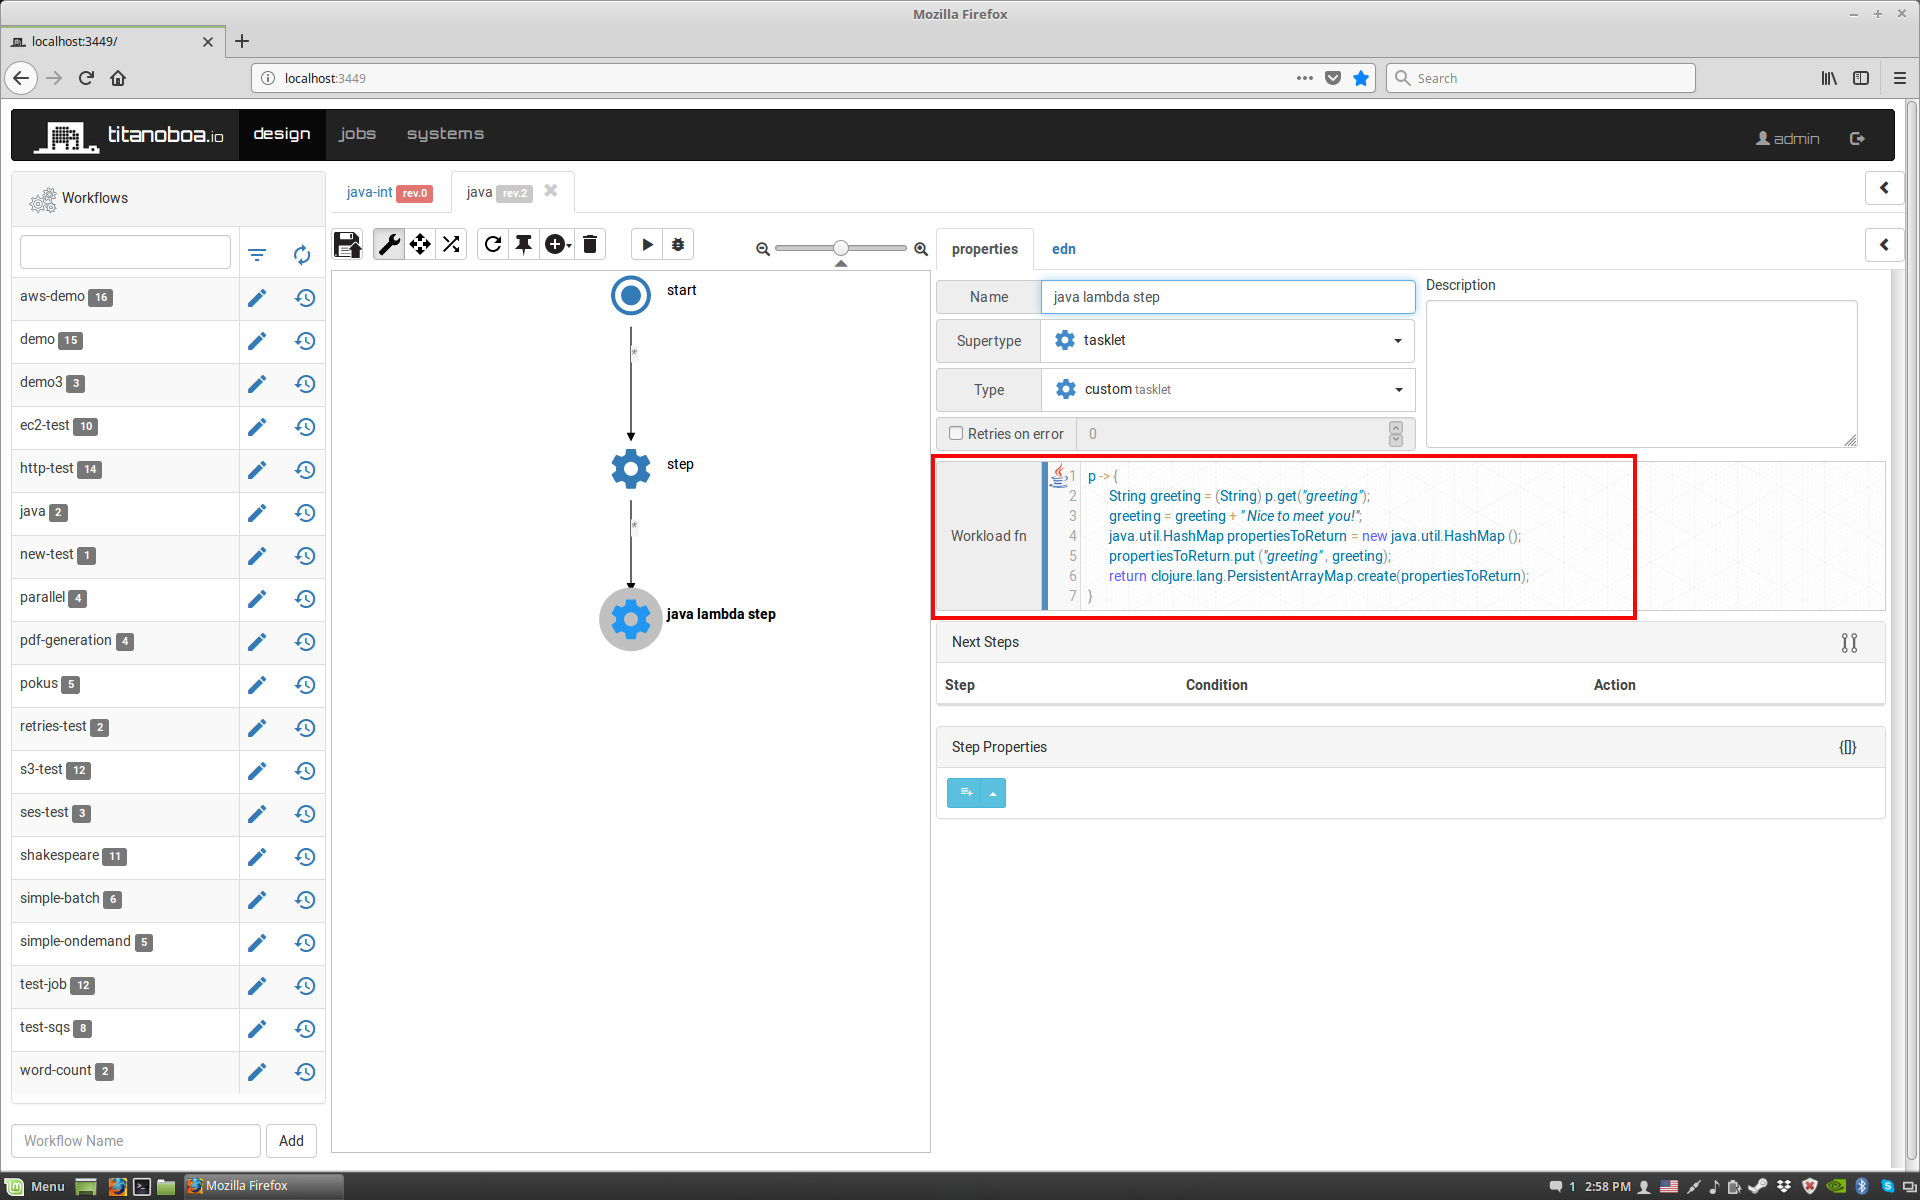 Mozilla Firefox
localhost:3449/
localhost:3449
Search
titanoboa.io
design
jobs
systems
admin
Workflows
java-int rev.0
java rev.2
properties
edn
aws-demo 16
demo 15
demo3 3
ec2-test 10
http-test 14
java 2
new-test 1
parallel 4
pdf-generation 4
pokus 5
retries-test 2
s3-test 12
ses-test 3
shakespeare 11
simple-batch 6
simple-ondemand 5
test-job 12
test-sqs 8
word-count 2
Workflow Name
Add
start
*
step
*
java lambda step
Name
java lambda step
Description
Supertype
tasklet
Type
custom tasklet
Retries on error
0
Workload fn
1 p -> {
2 String greeting = (String) p.get("greeting");
3 greeting = greeting + " Nice to meet you!";
4 java.util.HashMap propertiesToReturn = new java.util.HashMap ();
5 propertiesToReturn.put ("greeting" , greeting);
6 return clojure.lang.PersistentArrayMap.create(propertiesToReturn);
7 }
Next Steps
Step
Condition
Action
Step Properties
{[]}
Menu
Mozilla Firefox
1
2:58 PM